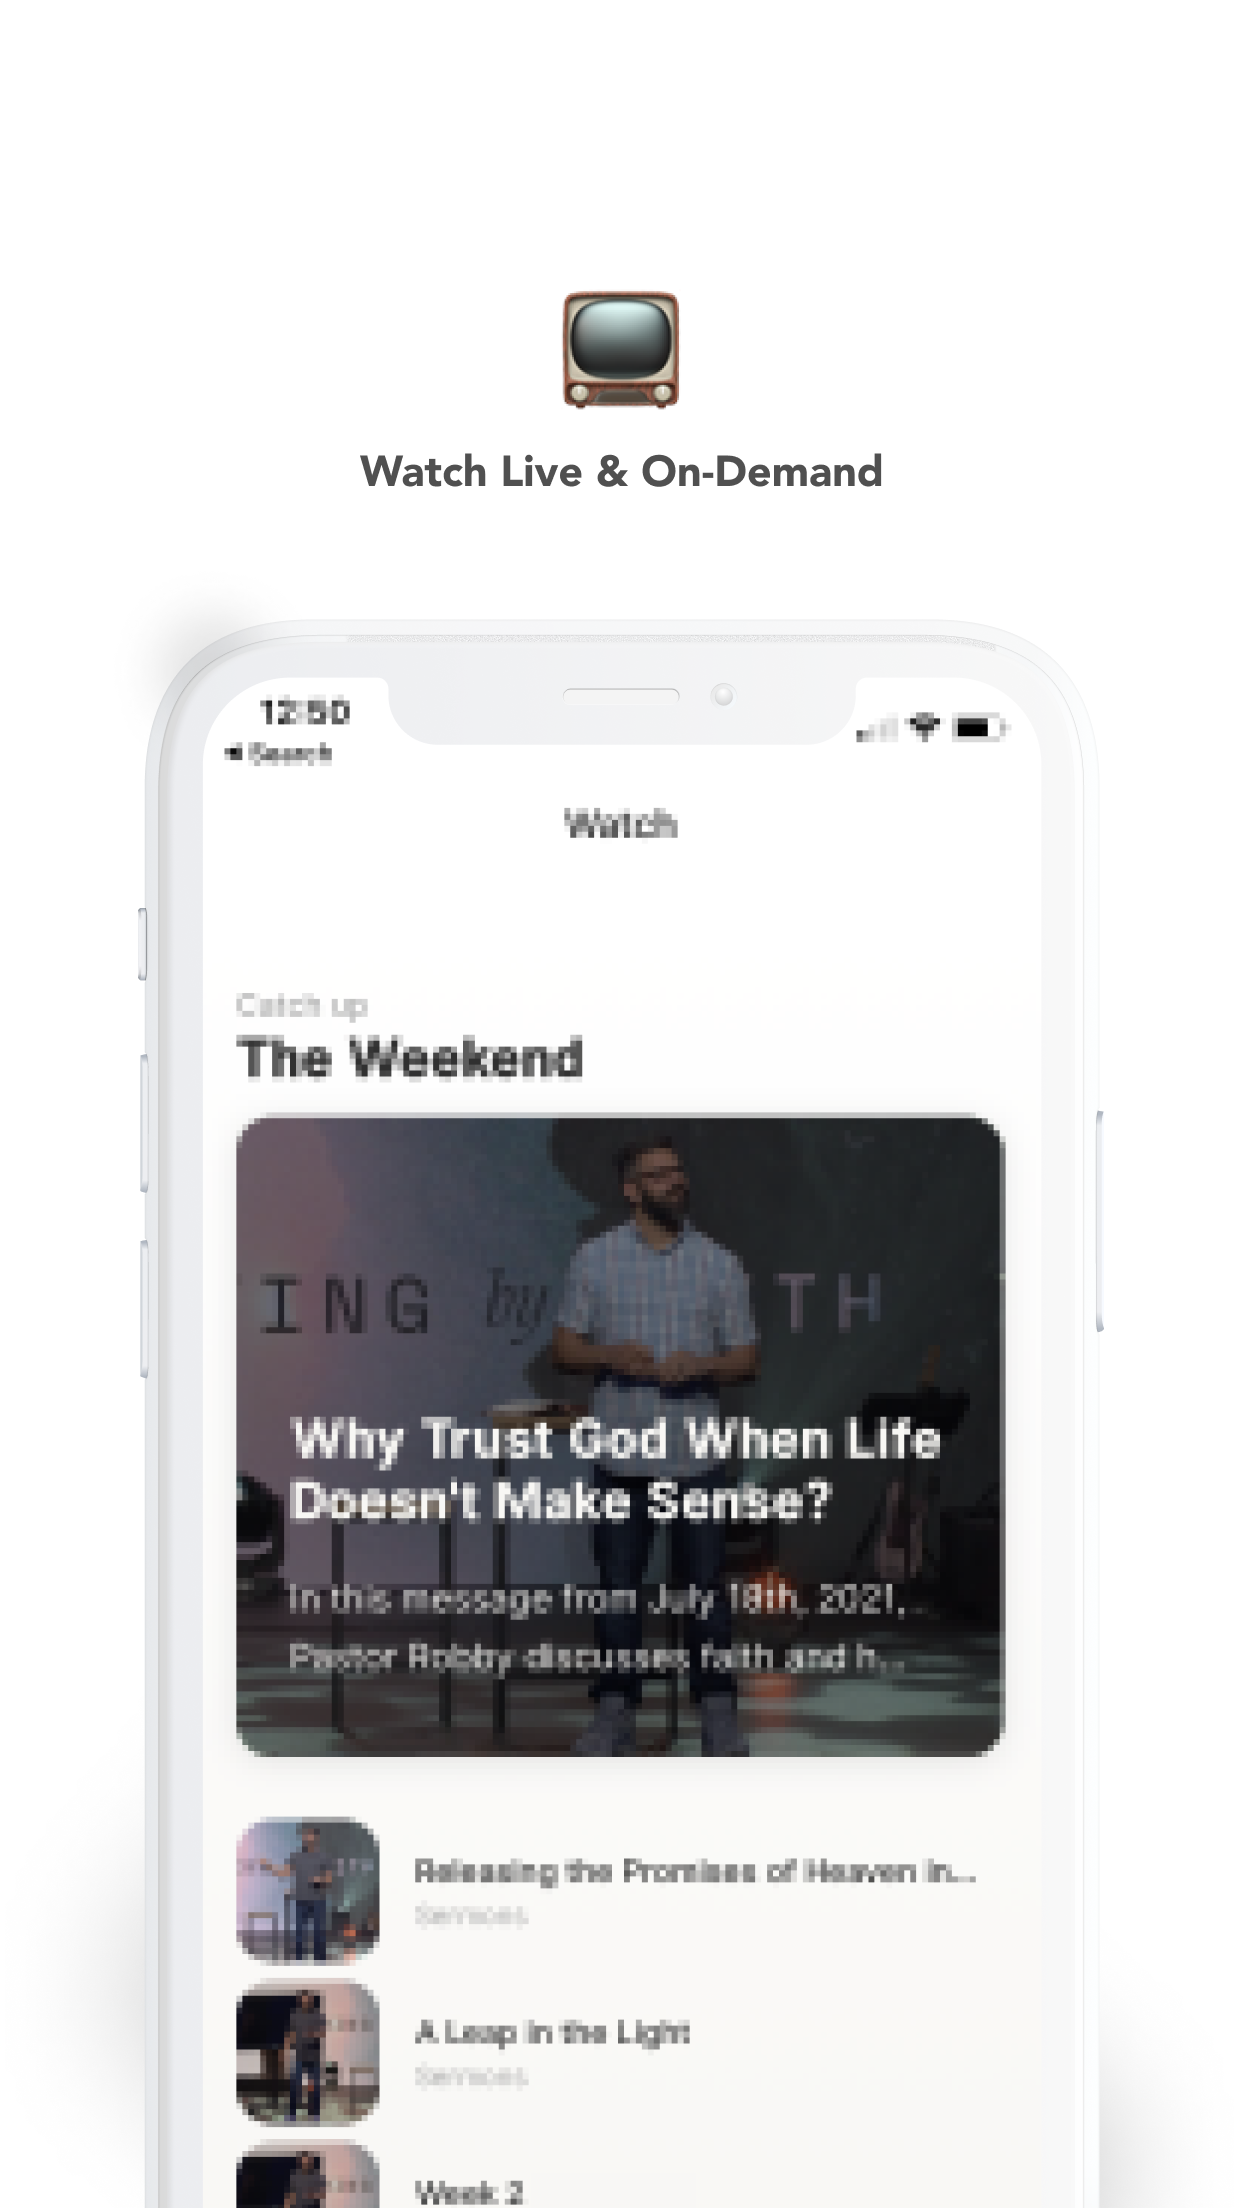 Watch Live & On-Demand
12:50
Search
Watch
Catch up
The Weekend
ING by TH
Why Trust God When Life
Doesn't Make Sense?
In this message from July 18th, 2021,
Pastor Robby discusses faith and h...
Releasing the Promises of Heaven in...
Services
A Leap in the Light
Services
Week 2